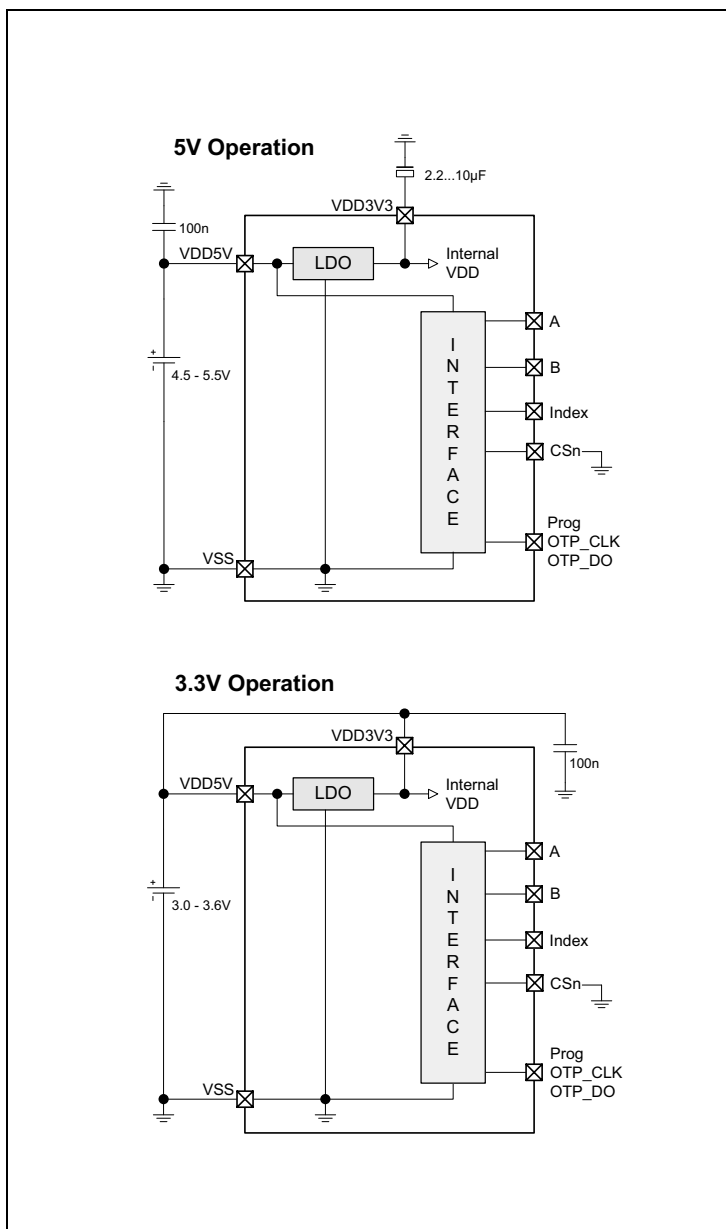 5V Operation
2.2...10µF
VDD3V3
100n
VDD5V
LDO
Internal
VDD
A
I
N
T
E
R
F
A
C
E
B
4.5 - 5.5V
Index
CSn
Prog
OTP_CLK
OTP_DO
VSS
3.3V Operation
VDD3V3
100n
VDD5V
LDO
Internal
VDD
A
I
N
T
E
R
F
A
C
E
B
3.0 - 3.6V
Index
CSn
Prog
OTP_CLK
OTP_DO
VSS